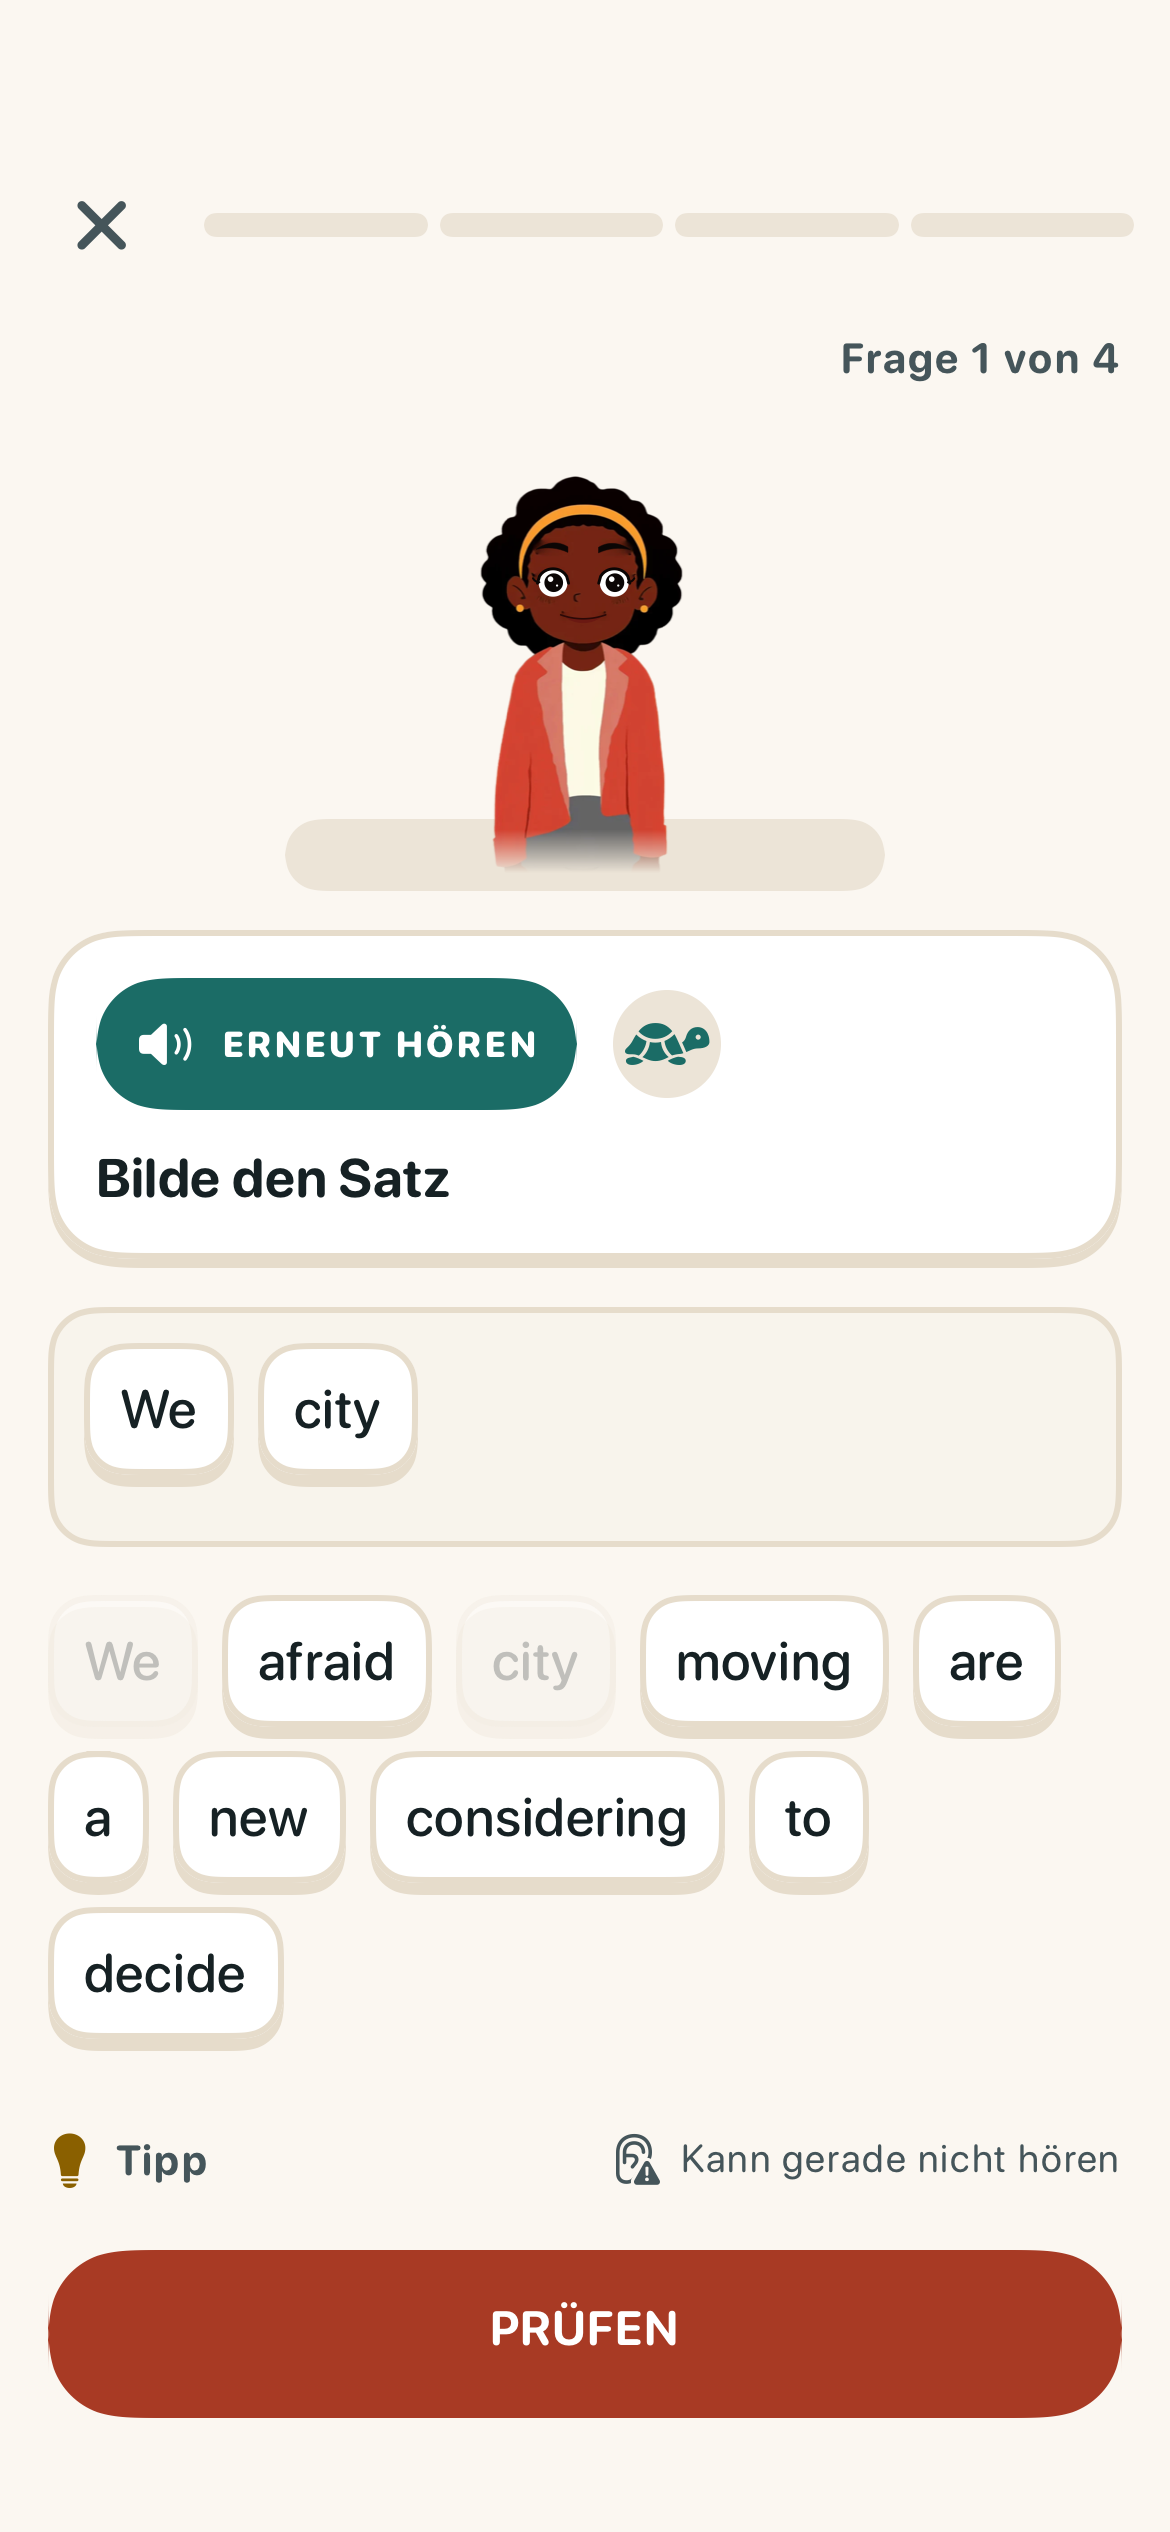 Frage 1 von 4
ERNEUT HÖREN
Bilde den Satz
We city
We afraid city moving are
a new considering to
decide
Tipp Kann gerade nicht hören
PRÜFEN